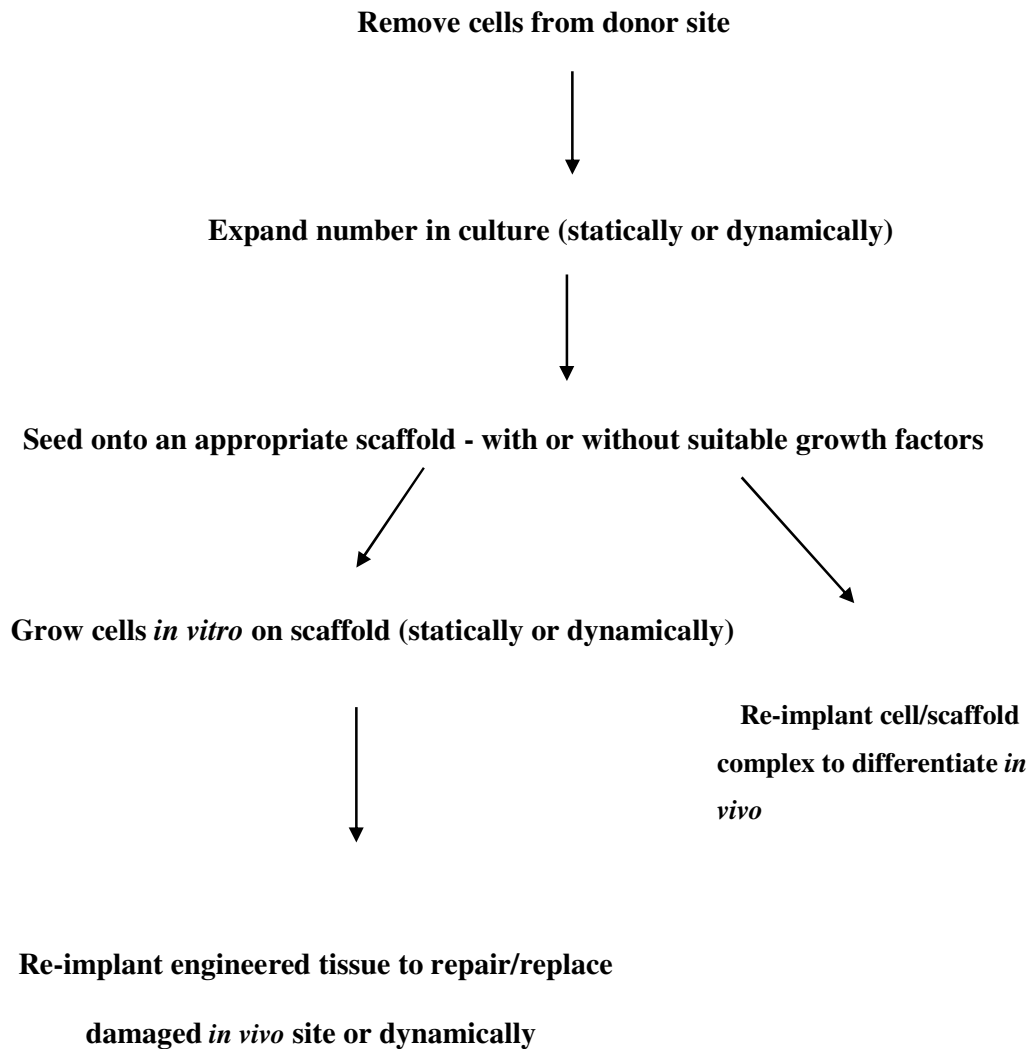 Remove cells from donor site
Expand number in culture (statically or dynamically)
Seed onto an appropriate scaffold - with or without suitable growth factors
Grow cells in vitro on scaffold (statically or dynamically)
Re-implant cell/scaffold
complex to differentiate in
vivo
Re-implant engineered tissue to repair/replace
damaged in vivo site or dynamically